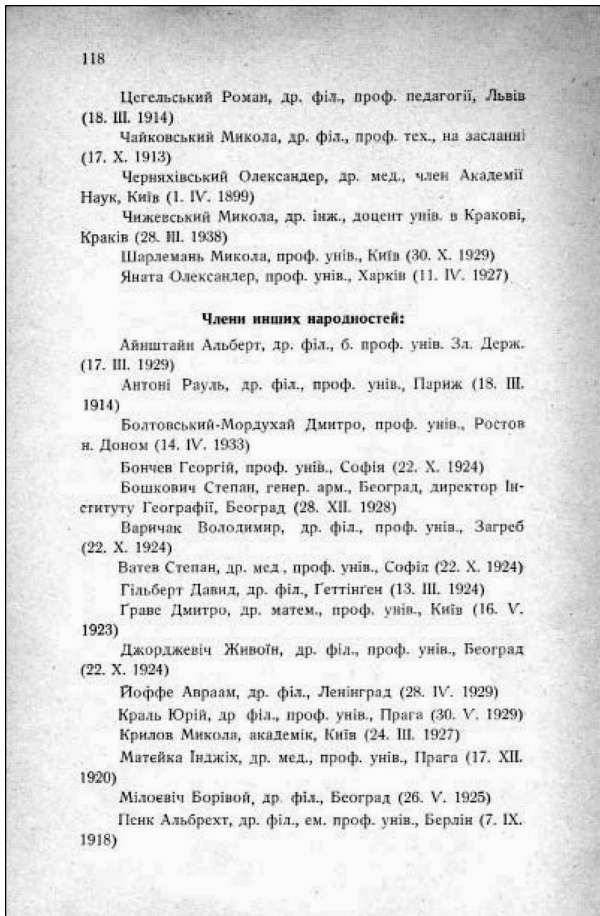 118
Цегельський Роман, др. філ., проф. педагогії, Львів
(18. III. 1914)
Чайковський Микола, др. філ., проф. тех., на засланні
(17. X. 1913)
Черняхівський Олександер, др. мед., член Академії
Наук, Київ (1. IV. 1899)
Чижевський Микола, др. інж., доцент унів. в Кракові,
Краків (28. III. 1938)
Шарлемань Микола, проф. унів., Київ (30. X. 1929)
Яната Олександер, проф. унів., Харків (11. IV. 1927)
Члени инших народностей:
Айнштайн Альберт, др. філ., б. проф. унів. Зл. Держ.
(17. III. 1929)
Антоні Рауль, др. філ., проф. унів., Париж (18. III.
1914)
Болтовський-Мордухай Дмитро, проф. унів., Ростов
н. Доном (14. IV. 1933)
Бончев Георгій, проф. унів., Софія (22. X. 1924)
Бошкович Степан, генер. арм., Београд, директор Ін-
ституту Географії, Београд (28. XII. 1928)
Варичак Володимир, др. філ., проф. унів., Загреб
(22. X. 1924)
Ватев Степан, др. мед., проф. унів., Софія (22. X. 1924)
Гільберт Давид, др. філ., Ґеттінґен (13. III. 1924)
Ґраве Дмитро, др. матем., проф. унів., Київ (16. V.
1923)
Джорджевіч Живоїн, др. філ., проф. унів., Београд
(22. X. 1924)
Йоффе Авраам, др. філ., Ленінград (28. IV. 1929)
Краль Юрій, др філ., проф. унів., Прага (30. V. 1929)
Крилов Микола, академік, Київ (24. III. 1927)
Матєйка Їнджіх, др. мед., проф. унів., Прага (17. XII.
1920)
Мілоєвіч Борівой, др. філ., Београд (26. V. 1925)
Пенк Альбрехт, др. філ., ем. проф. унів., Берлін (7. IX.
1918)